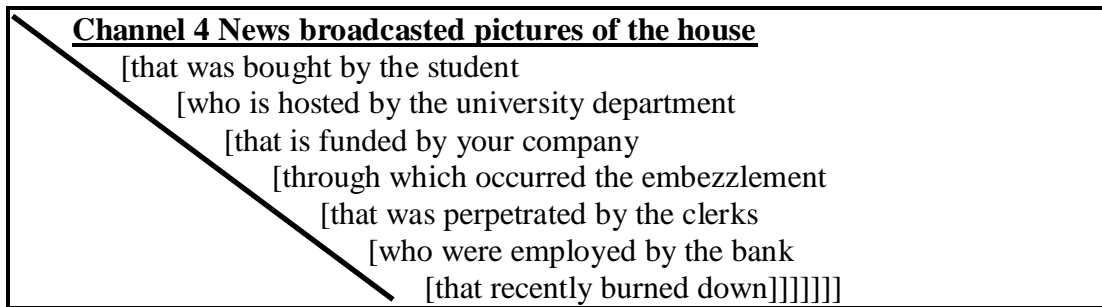 Channel 4 News broadcasted pictures of the house
[that was bought by the student
[who is hosted by the university department
[that is funded by your company
[through which occurred the embezzlement
[that was perpetrated by the clerks
[who were employed by the bank
[that recently burned down]]]]]]]